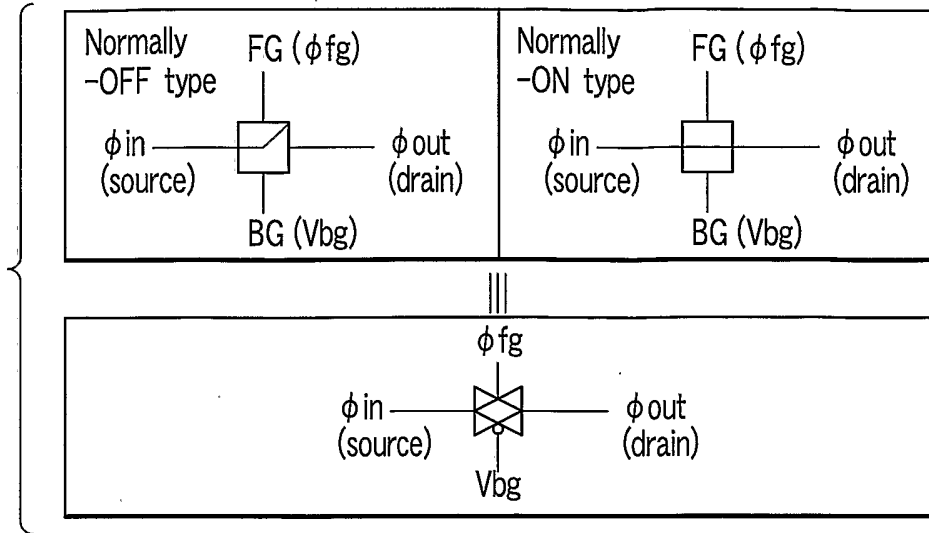 Normally
-OFF type
FG (ϕfg)
ϕin
(source)
ϕout
(drain)
BG (Vbg)
Normally
-ON type
FG (ϕfg)
ϕin
(source)
ϕout
(drain)
BG (Vbg)
ϕfg
ϕin
(source)
ϕout
(drain)
Vbg